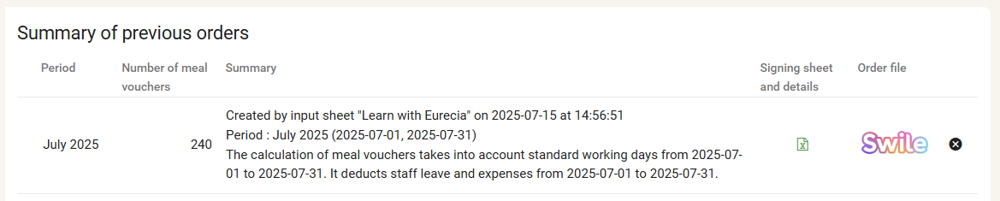 Summary of previous orders
Period
Number of meal
vouchers
Summary
Signing sheet
and details
Order file
July 2025
240
Created by input sheet "Learn with Eurecia" on 2025-07-15 at 14:56:51
Period : July 2025 (2025-07-01, 2025-07-31)
The calculation of meal vouchers takes into account standard working days from 2025-07-
01 to 2025-07-31. It deducts staff leave and expenses from 2025-07-01 to 2025-07-31.
Swile